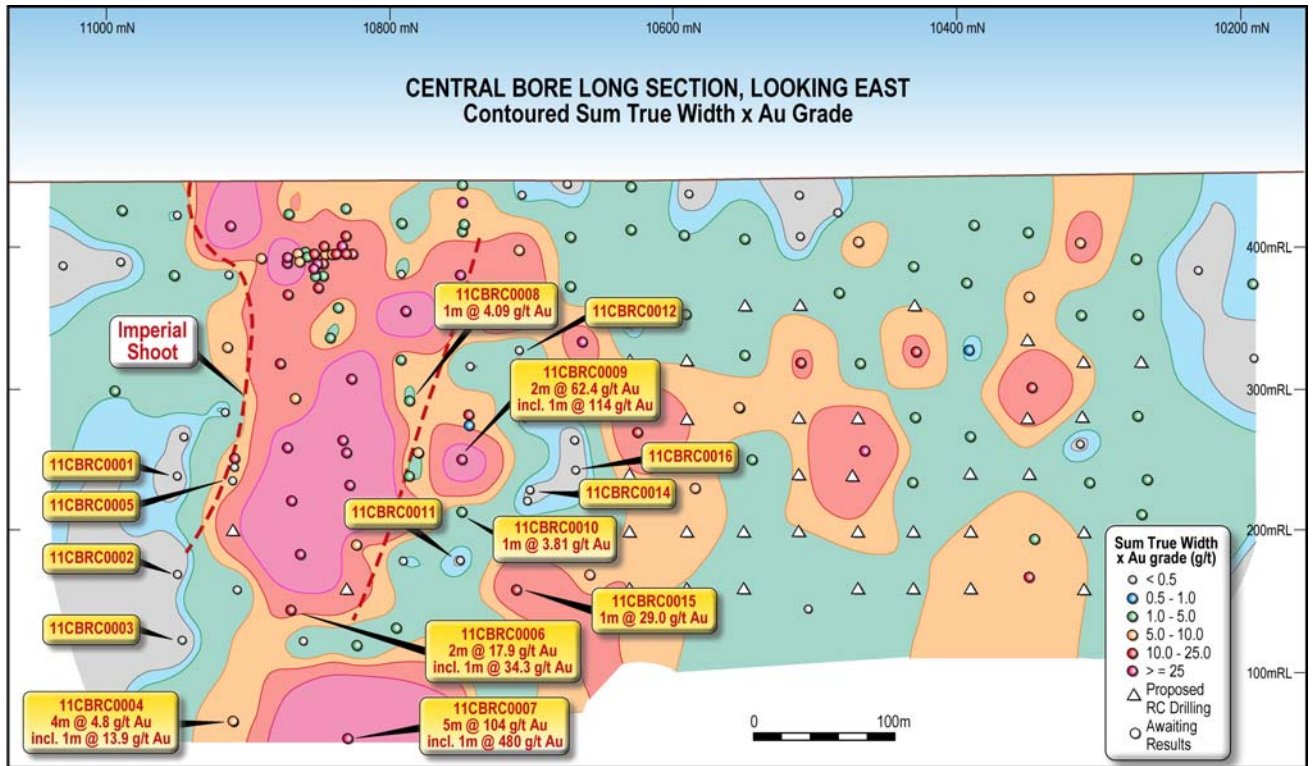 11000 mN
10800 mN
10600 mN
10400 mN
10200 mN
CENTRAL BORE LONG SECTION, LOOKING EAST
Contoured Sum True Width x Au Grade
400mRL
300mRL
200mRL
100mRL
Imperial
Shoot
11CBRC0008
1m @ 4.09 g/t Au
11CBRC0012
11CBRC0009
2m @ 62.4 g/t Au
incl. 1m @ 114 g/t Au
11CBRC0001
11CBRC0005
11CBRC0016
11CBRC0014
11CBRC0011
11CBRC0010
1m @ 3.81 g/t Au
11CBRC0002
11CBRC0003
11CBRC0015
1m @ 29.0 g/t Au
11CBRC0006
2m @ 17.9 g/t Au
incl. 1m @ 34.3 g/t Au
11CBRC0004
4m @ 4.8 g/t Au
incl. 1m @ 13.9 g/t Au
11CBRC0007
5m @ 104 g/t Au
incl. 1m @ 480 g/t Au
0
100m
Sum True Width
x Au grade (g/t)
< 0.5
0.5 - 1.0
1.0 - 5.0
5.0 - 10.0
10.0 - 25.0
> = 25
Proposed
RC Drilling
Awaiting
Results